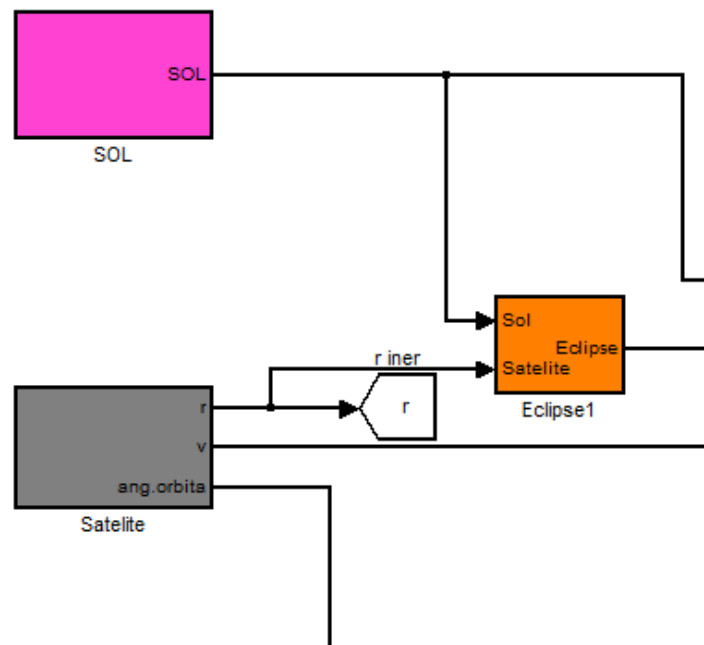 SOL
SOL
Sol
Eclipse
r iner
Satelite
Eclipse1
r
r
v
ang.orbita
Satelite